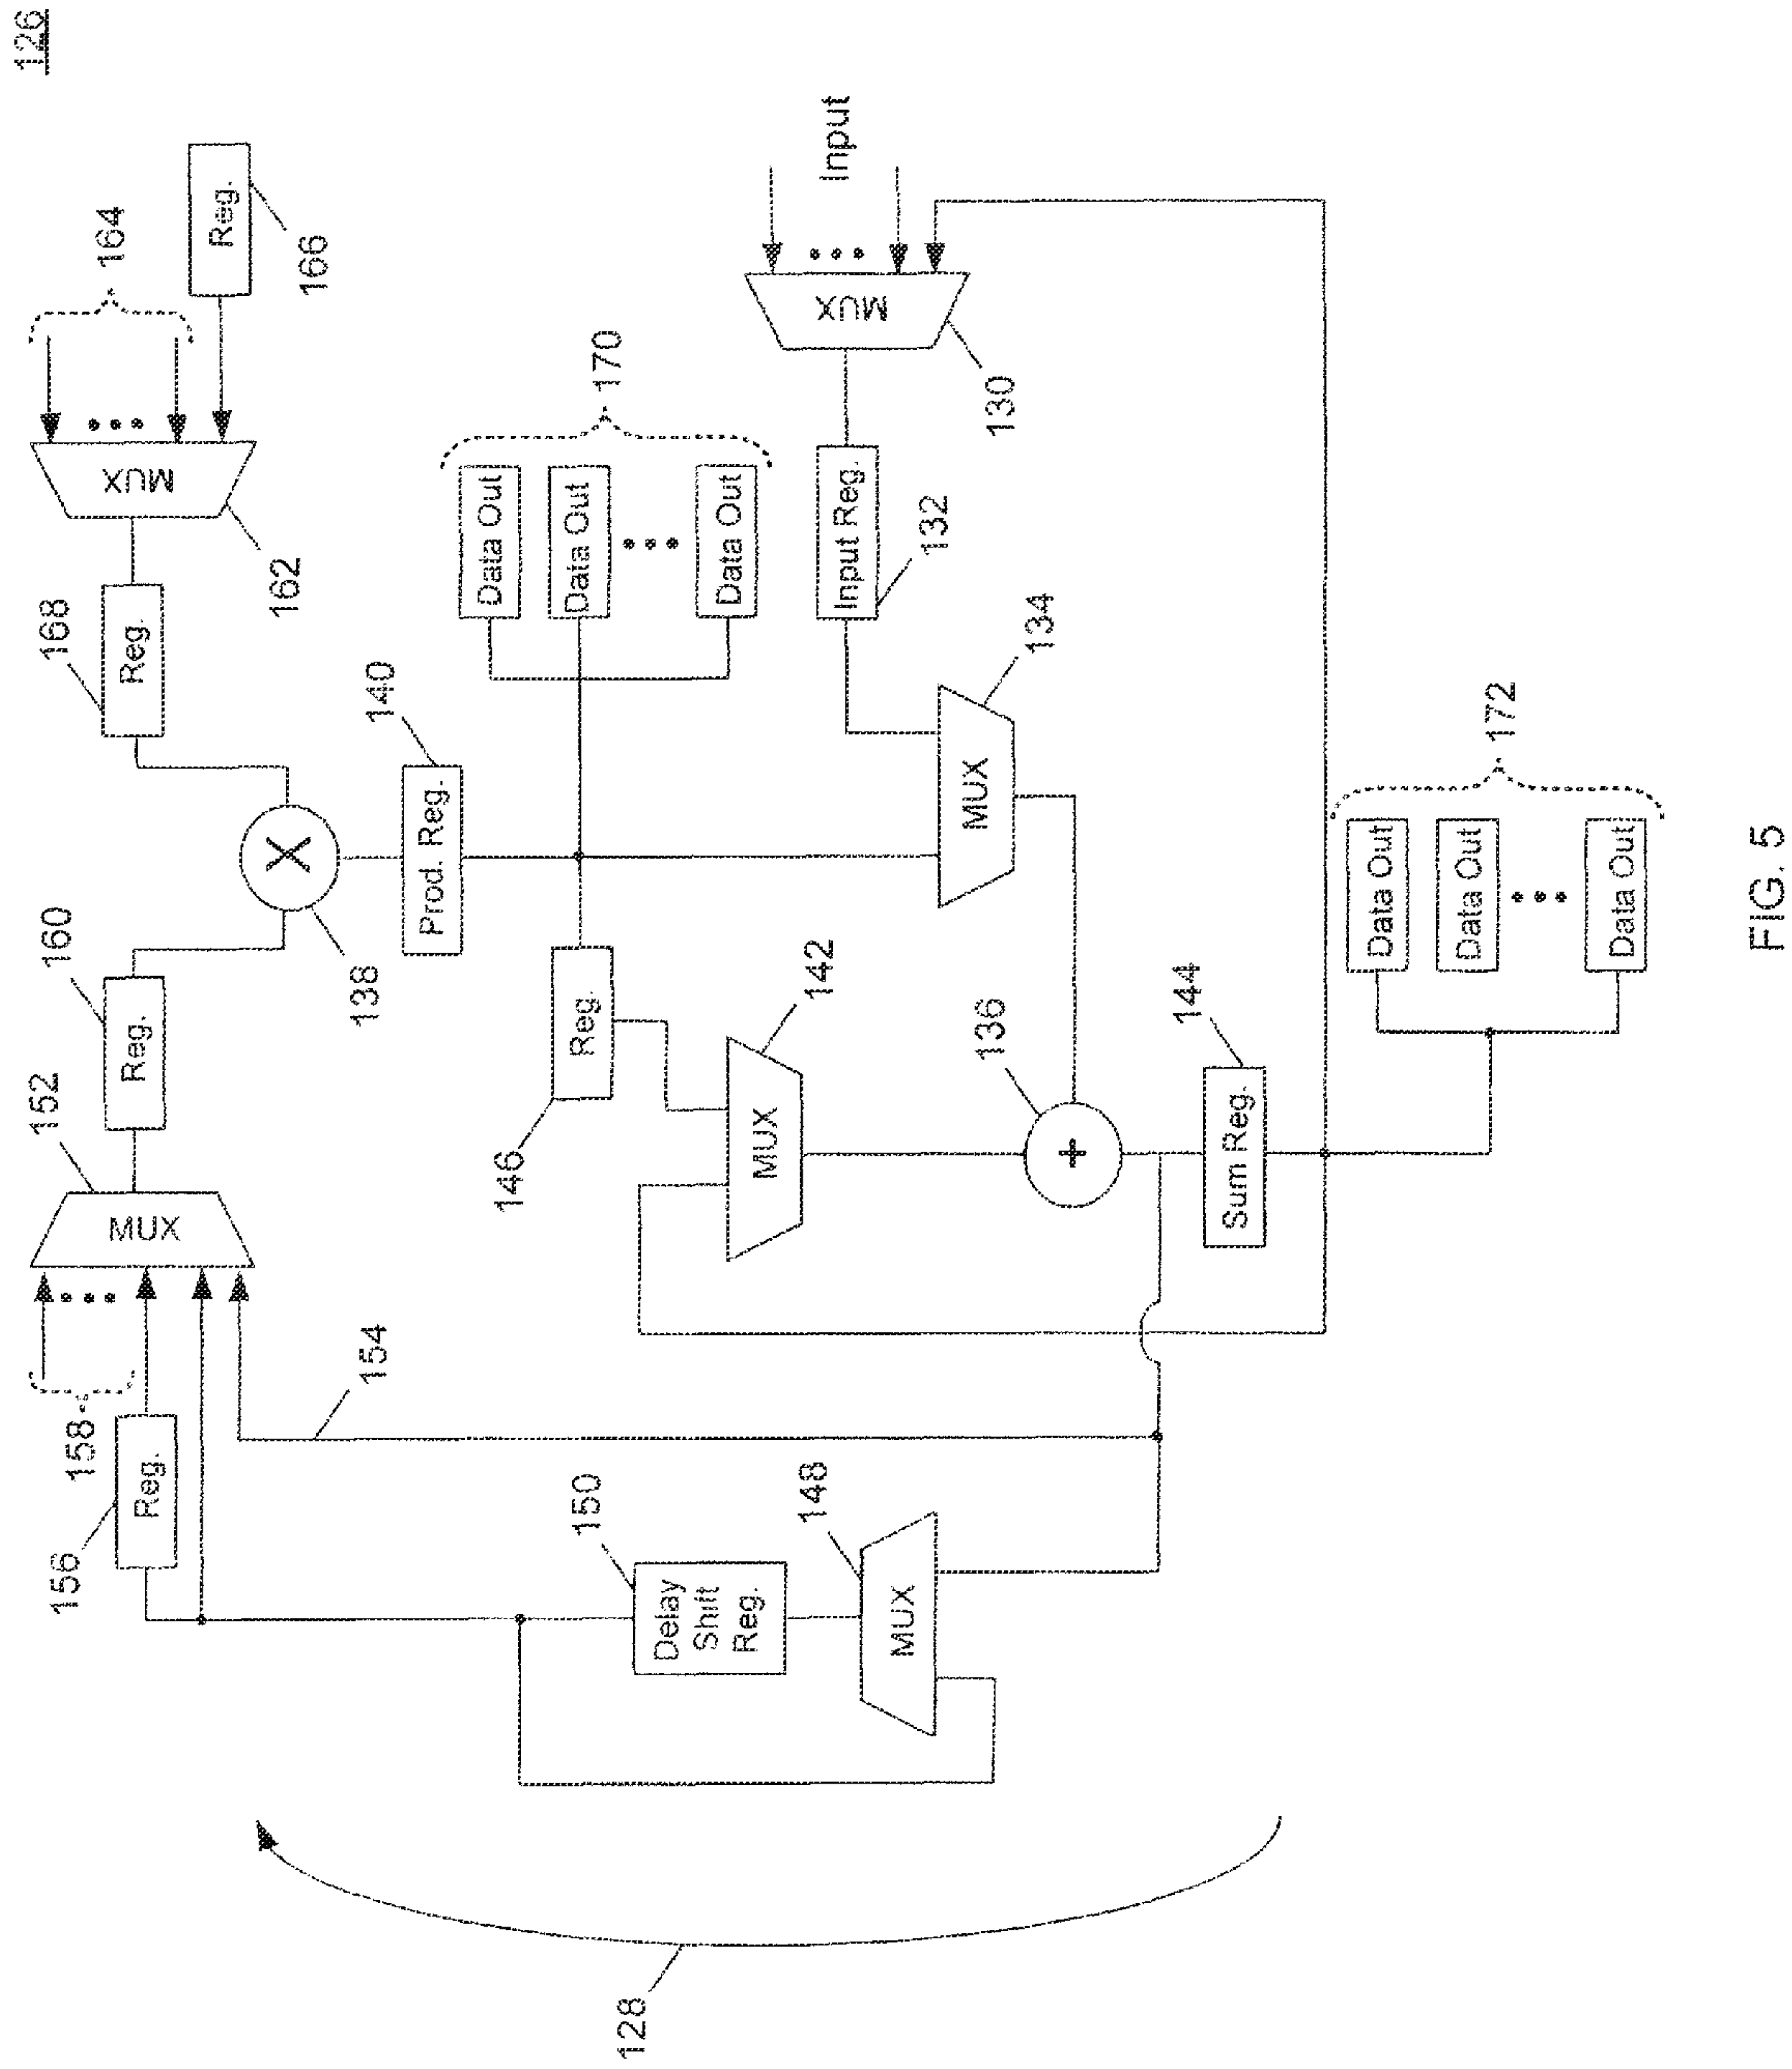 126
128
156
Reg.
158
154
150
Delay
Shift
Reg.
148
MUX
152
MUX
160
Reg.
138
X
168
Reg.
162
MUX
164
Reg.
166
140
Prod. Reg.
146
Reg.
142
MUX
136
+
144
Sum Reg.
170
Data Out
Data Out
Data Out
Input Reg.
132
134
MUX
MUX
130
Input
172
Data Out
Data Out
Data Out
FIG. 5